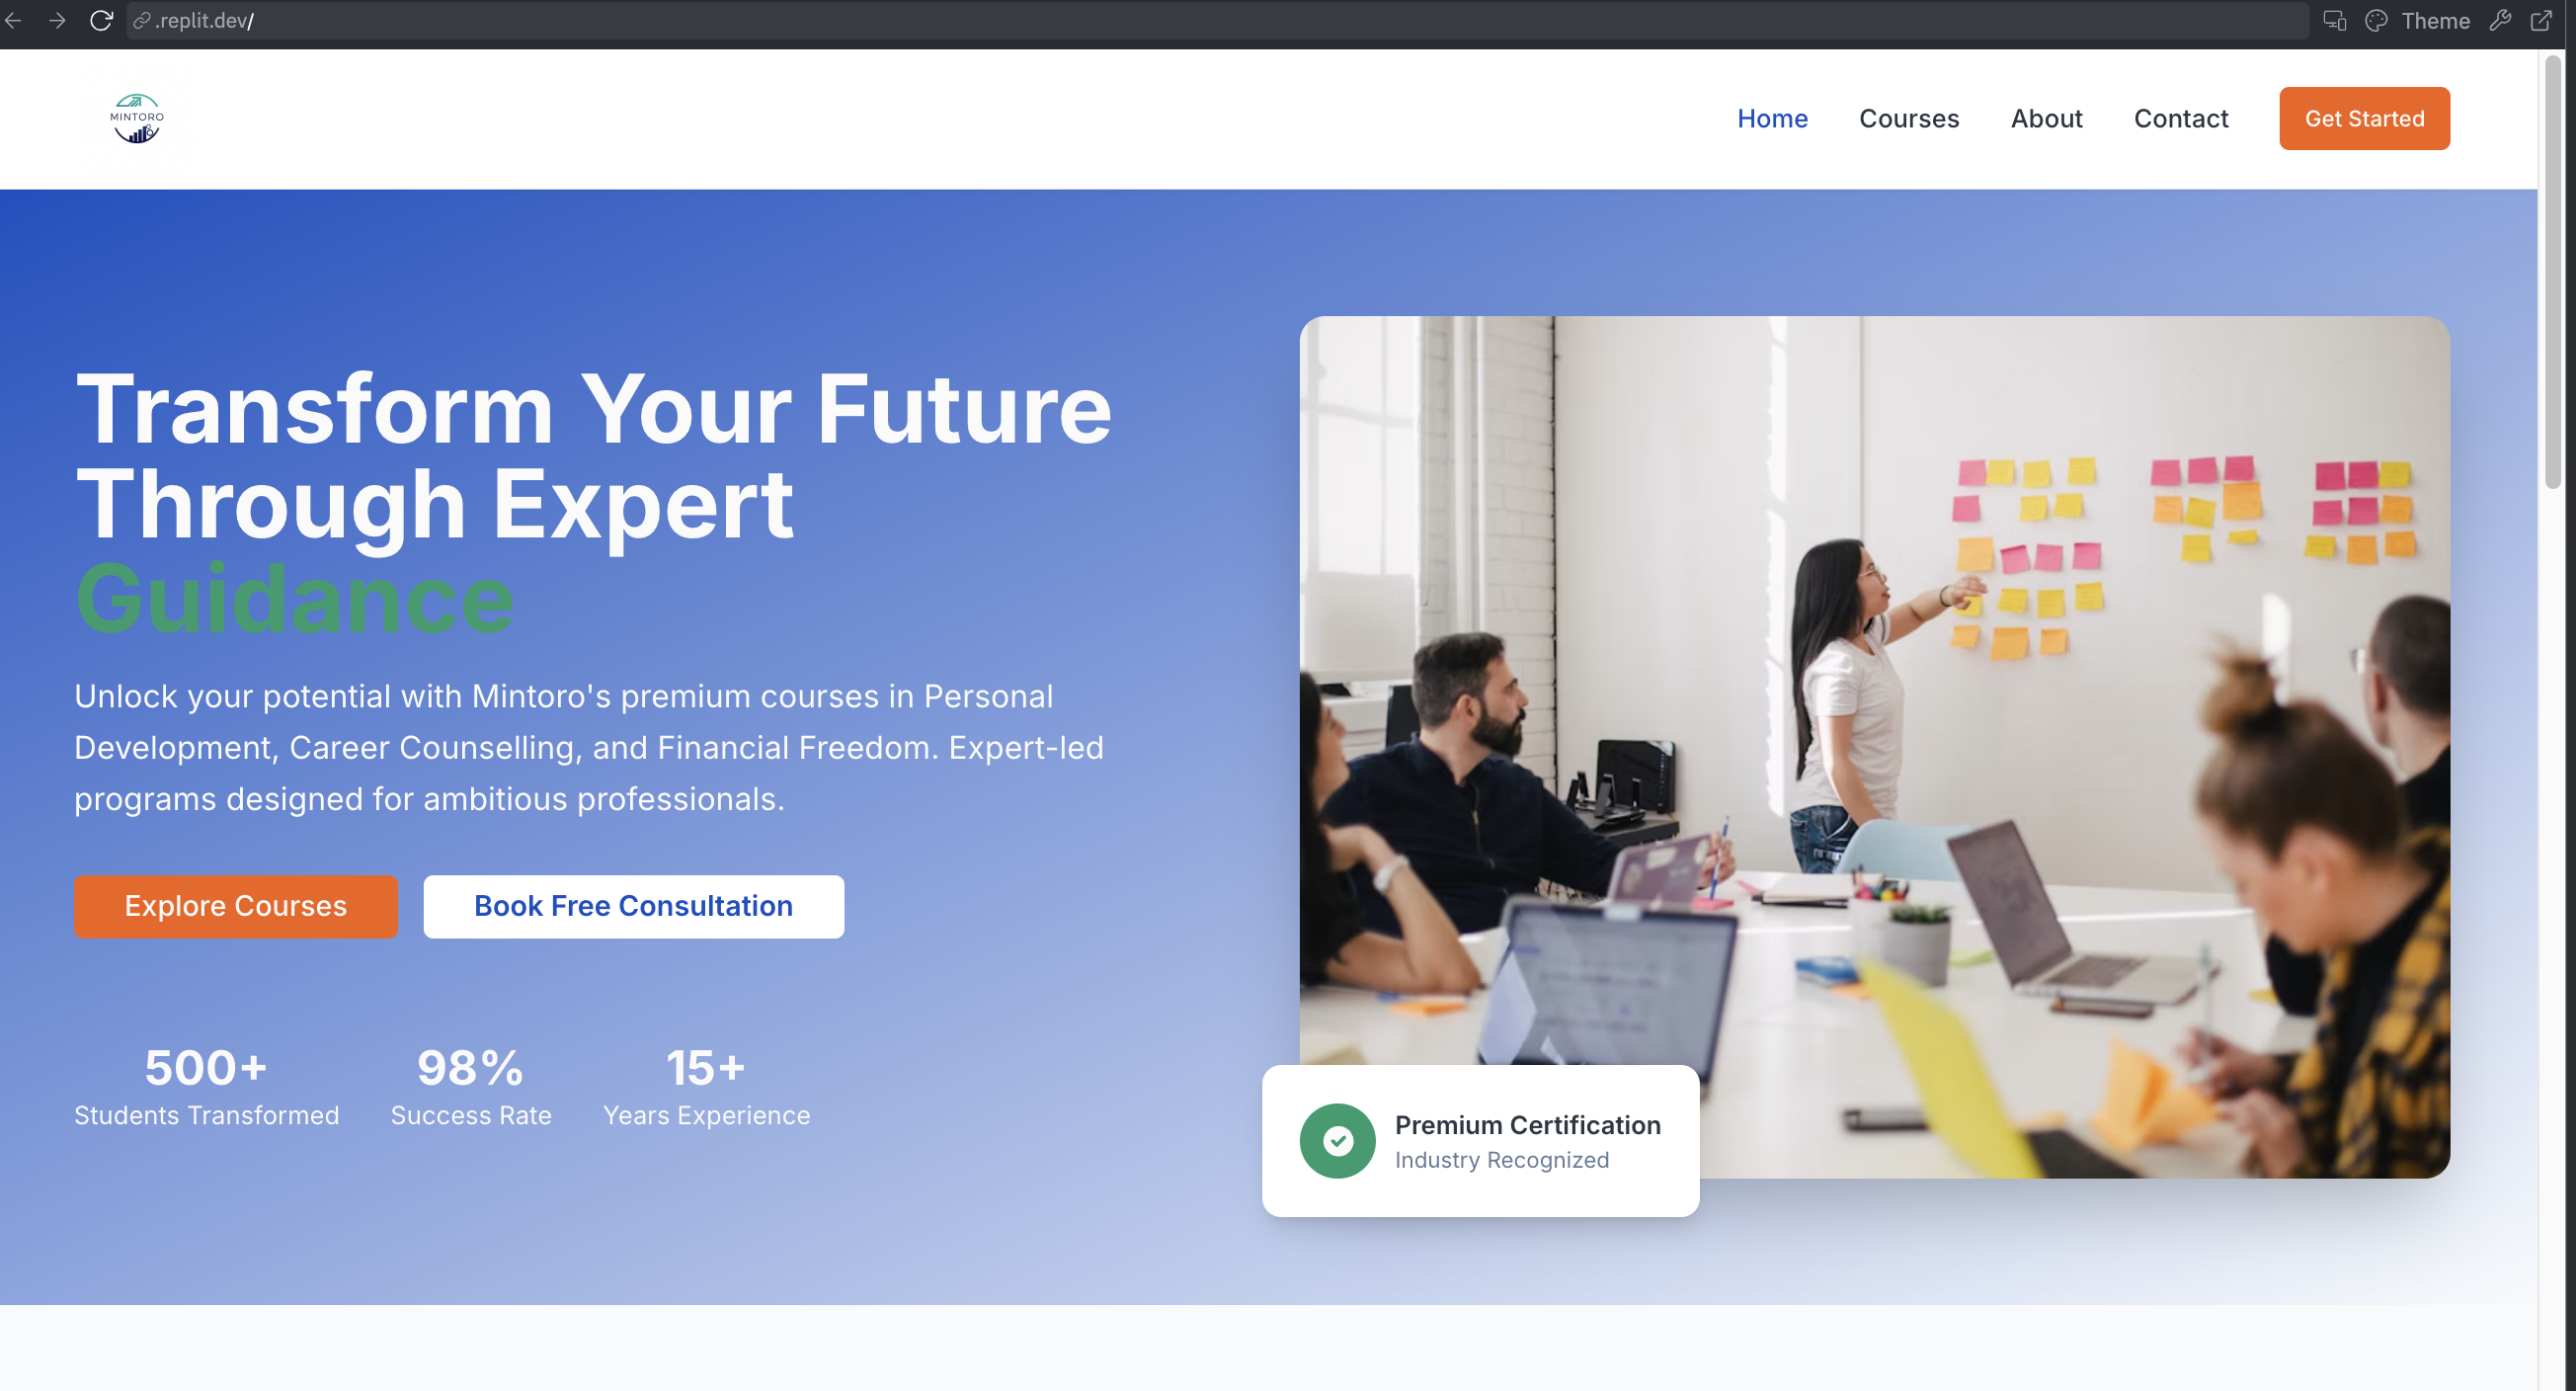 .replit.dev/
Theme
MINTORO
Home
Courses
About
Contact
Get Started
Transform Your Future
Through Expert
Guidance
Unlock your potential with Mintoro's premium courses in Personal
Development, Career Counselling, and Financial Freedom. Expert-led
programs designed for ambitious professionals.
Explore Courses
Book Free Consultation
500+
Students Transformed
98%
Success Rate
15+
Years Experience
Premium Certification
Industry Recognized